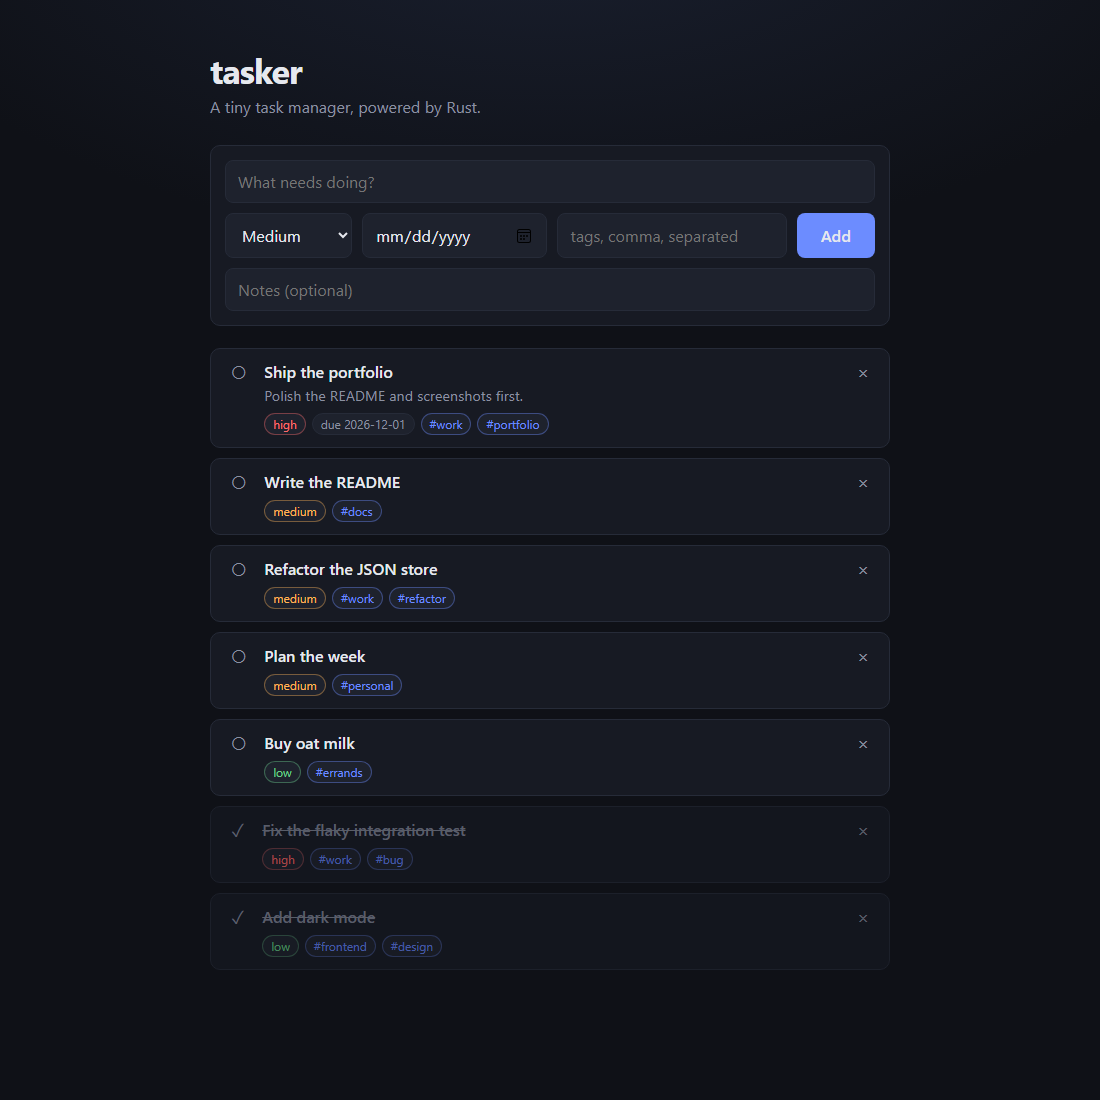 tasker
A tiny task manager, powered by Rust.
What needs doing?
Medium mm/dd/yyyy tags, comma, separated Add
Notes (optional)
Ship the portfolio ×
Polish the README and screenshots first.
high due 2026-12-01 #work #portfolio
Write the README ×
medium #docs
Refactor the JSON store ×
medium #work #refactor
Plan the week ×
medium #personal
Buy oat milk ×
low #errands
✓ Fix the flaky integration test ×
high #work #bug
✓ Add dark mode ×
low #frontend #design